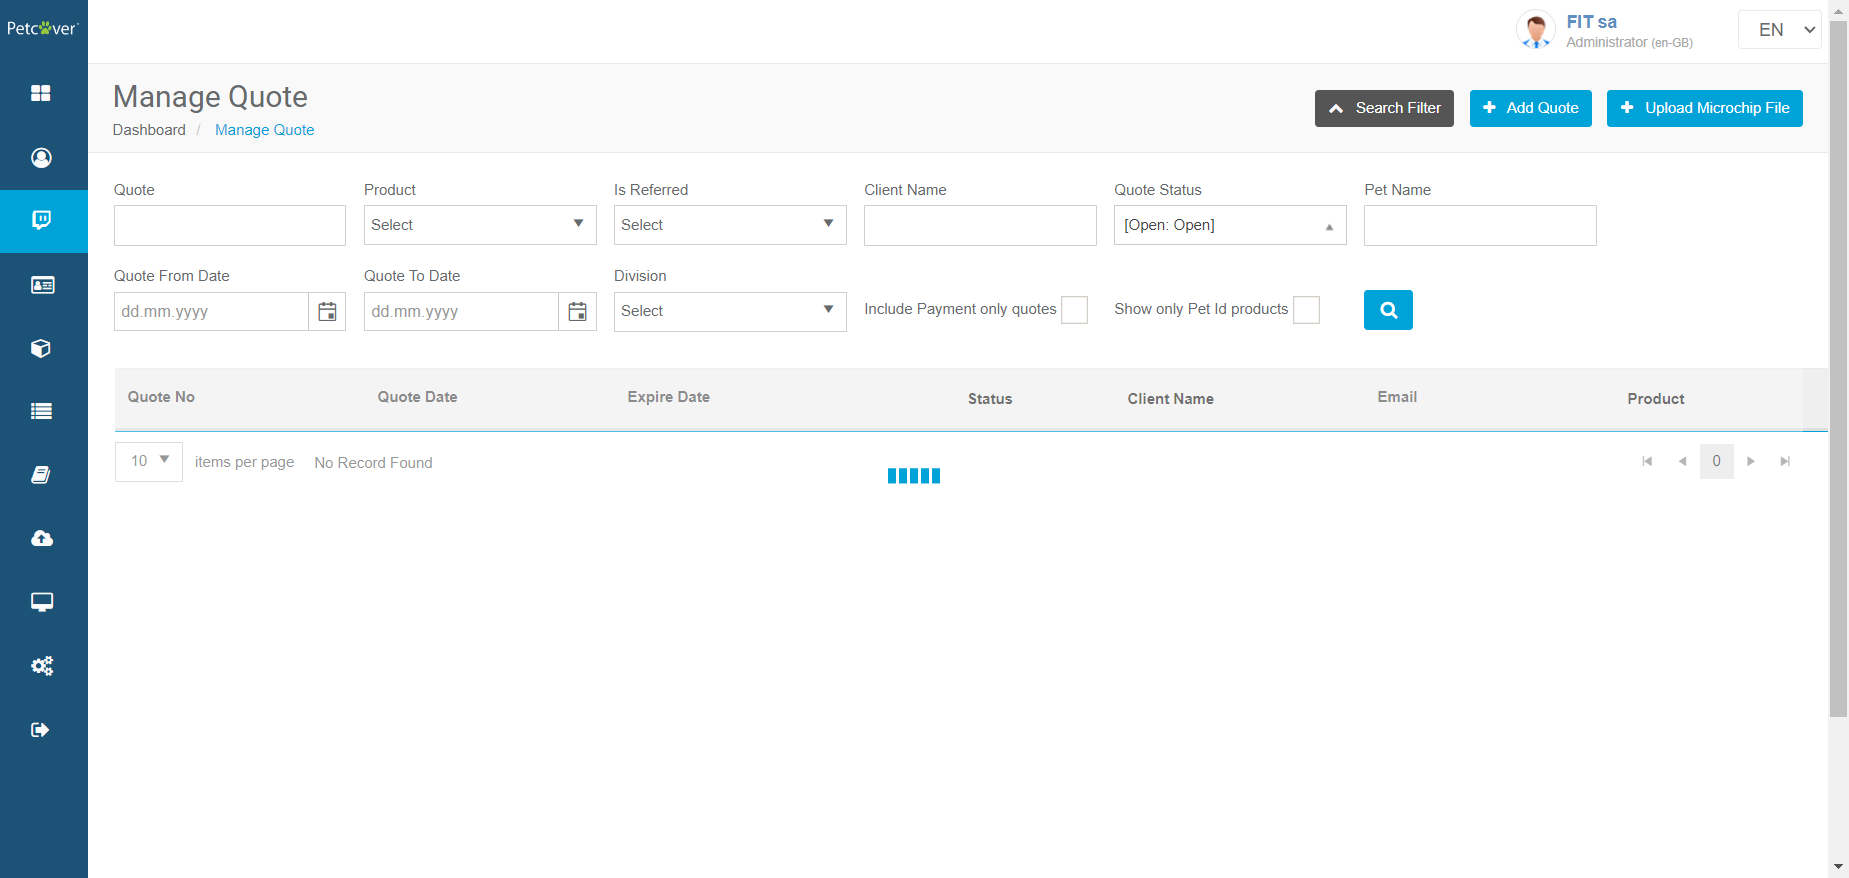 Petcover
FIT sa
Administrator (en-GB)
EN
Manage Quote
Dashboard / Manage Quote
Search Filter
Add Quote
Upload Microchip File
Quote Product Is Referred Client Name Quote Status Pet Name
Select Select [Open: Open]
Quote From Date Quote To Date Division
dd.mm.yyyy dd.mm.yyyy Select Include Payment only quotes Show only Pet Id products
Quote No Quote Date Expire Date Status Client Name Email Product
10 items per page No Record Found 0